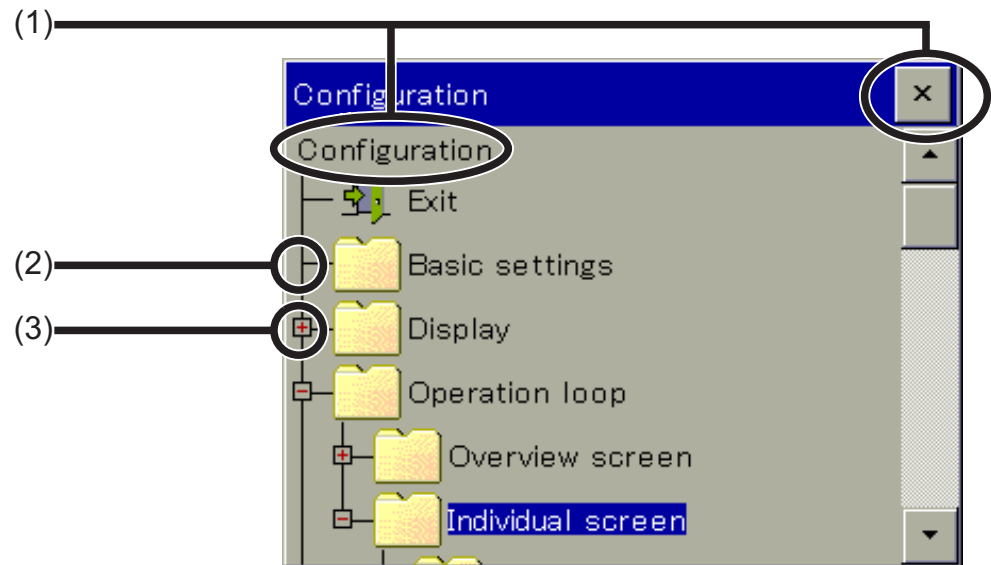 (1)
Configuration ×
Configuration
Exit
(2) Basic settings
(3) Display
Operation loop
Overview screen
Individual screen